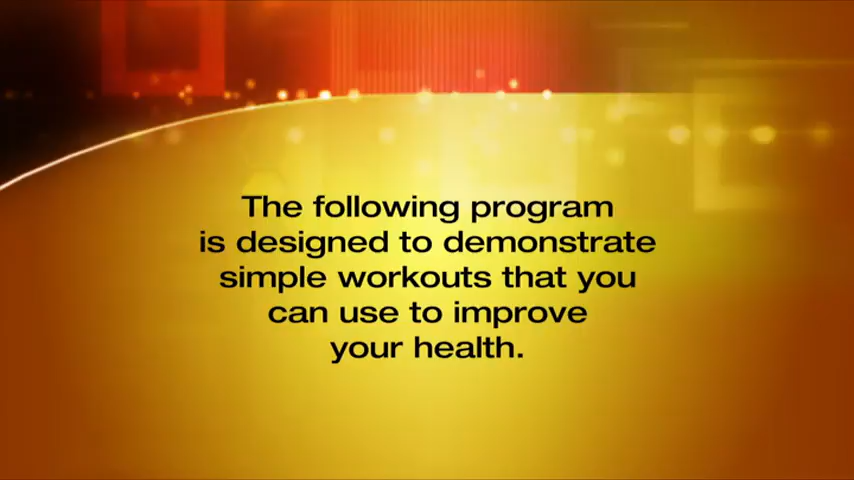 The following program
is designed to demonstrate
simple workouts that you
can use to improve
your health.